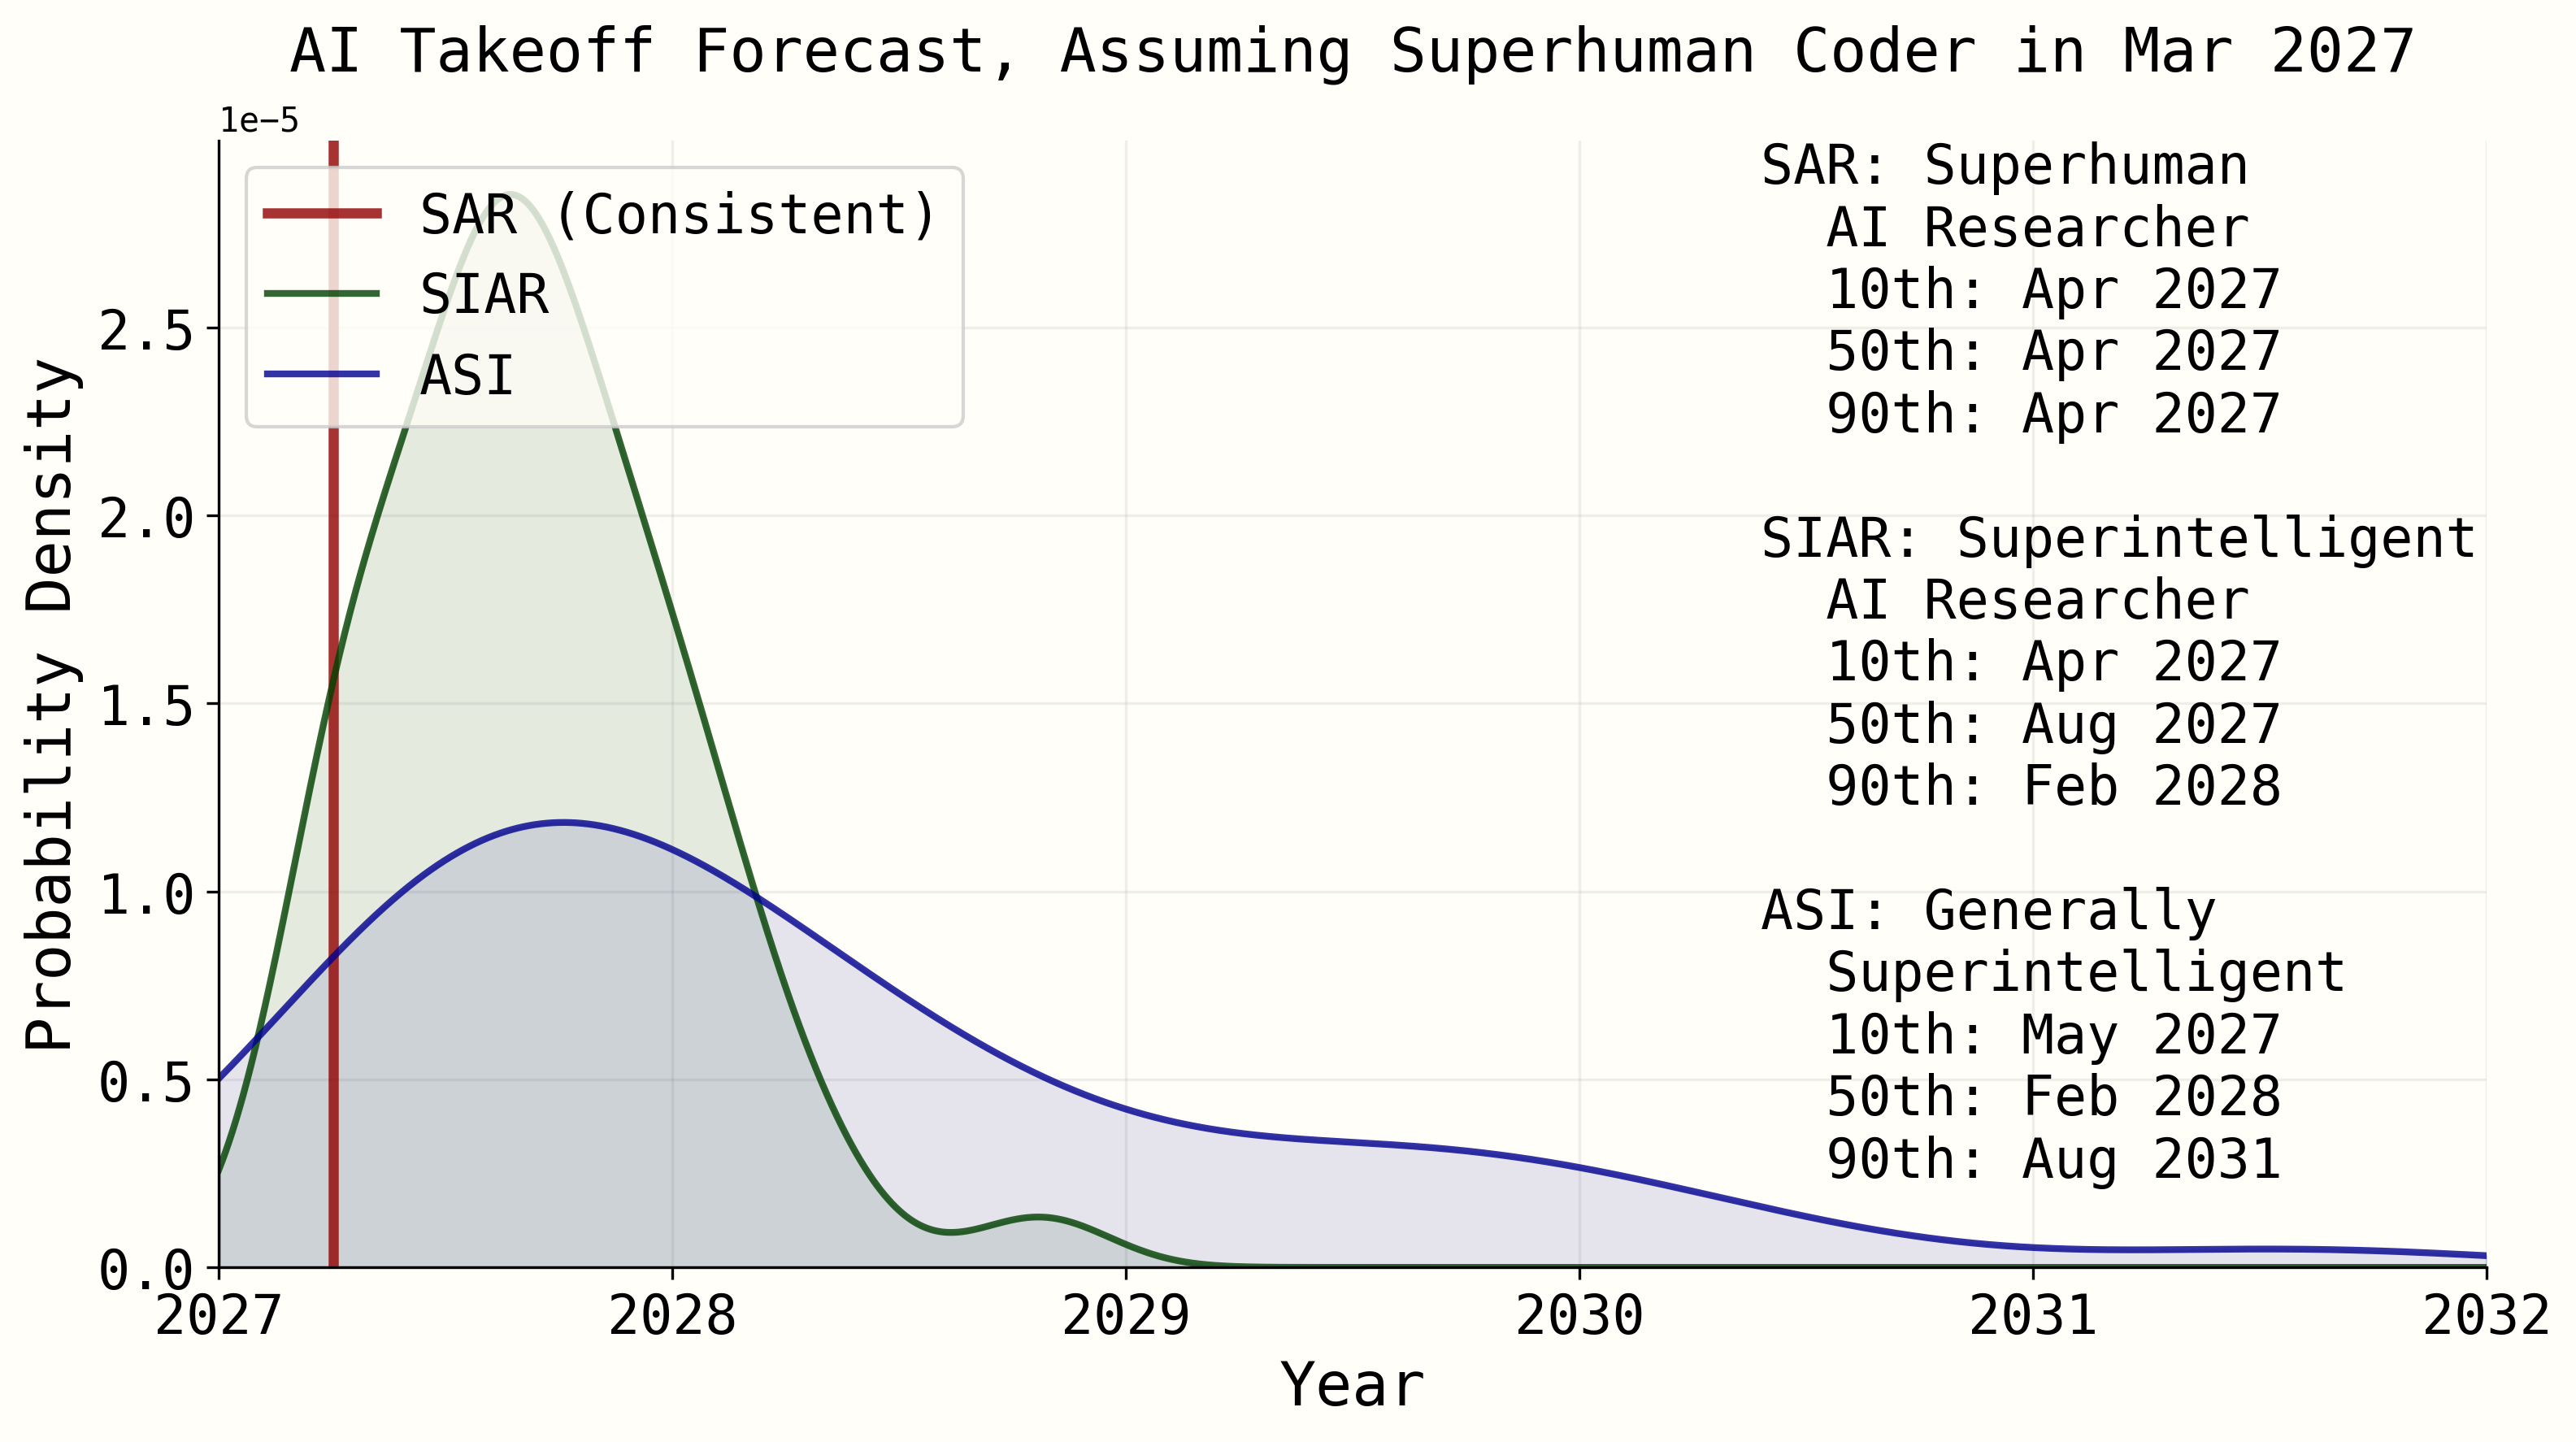 AI Takeoff Forecast, Assuming Superhuman Coder in Mar 2027
1e−5
SAR (Consistent)
SIAR
ASI
SAR: Superhuman
AI Researcher
10th: Apr 2027
50th: Apr 2027
90th: Apr 2027
SIAR: Superintelligent
AI Researcher
10th: Apr 2027
50th: Aug 2027
90th: Feb 2028
ASI: Generally
Superintelligent
10th: May 2027
50th: Feb 2028
90th: Aug 2031
Probability Density
2.5
2.0
1.5
1.0
0.5
0.0
2027 2028 2029 2030 2031 2032
Year